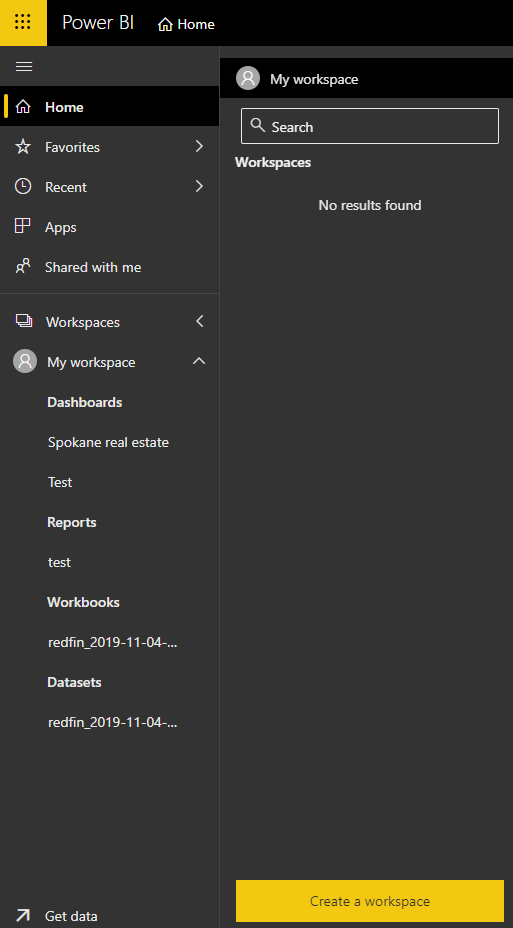 Power BI
Home
Home
Favorites
Recent
Apps
Shared with me
Workspaces
My workspace
Dashboards
Spokane real estate
Test
Reports
test
Workbooks
redfin_2019-11-04-...
Datasets
redfin_2019-11-04-...
Get data
My workspace
Search
Workspaces
No results found
Create a workspace